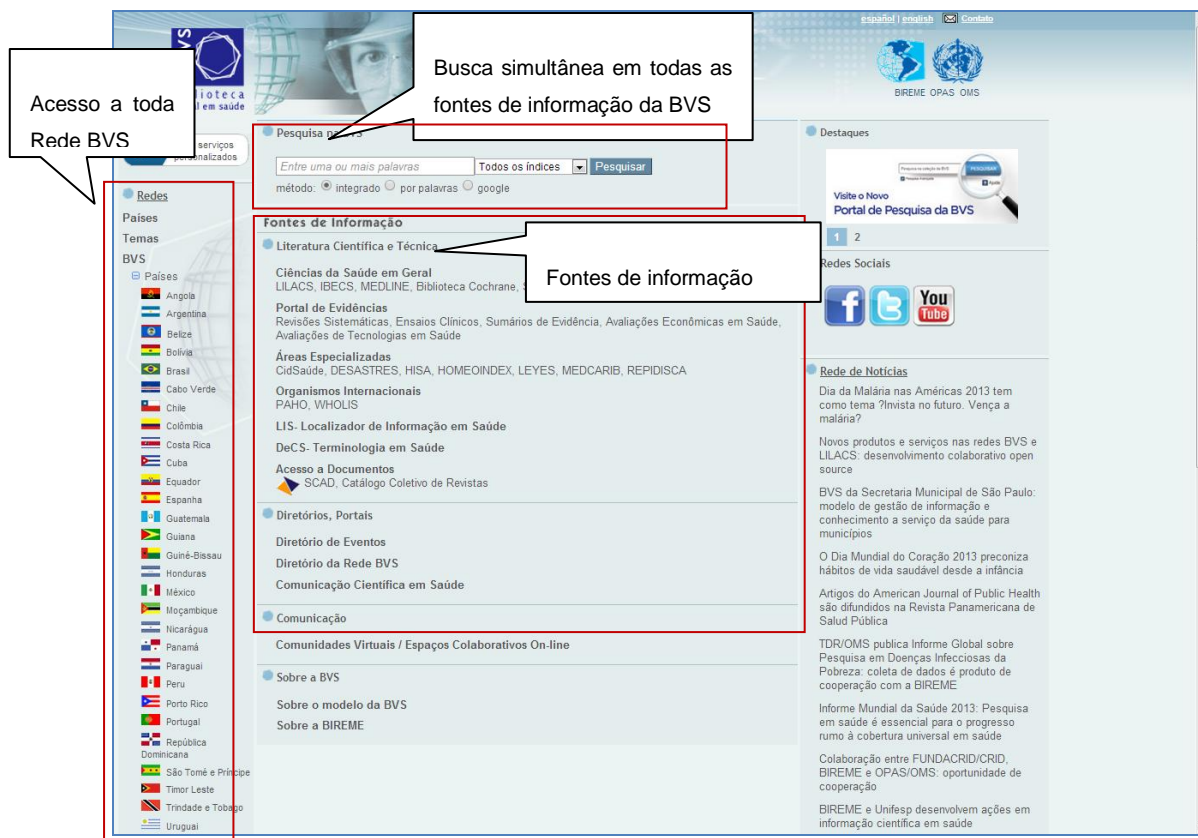 español | english Contato
BVS
blioteca
l em saúde
BIREME OPAS OMS
Acesso a toda
Rede BVS
Busca simultânea em todas as
fontes de informação da BVS
serviços
personalizados
Redes
Países
Temas
BVS
Países
Angola
Argentina
Belize
Bolívia
Brasil
Cabo Verde
Chile
Colômbia
Costa Rica
Cuba
Equador
Espanha
Guatemala
Guiana
Guiné-Bissau
Honduras
México
Moçambique
Nicarágua
Panamá
Paraguai
Peru
Porto Rico
Portugal
República
Dominicana
São Tomé e Príncipe
Timor Leste
Trindade e Tobago
Uruguai
Pesquisa na BVS
Entre uma ou mais palavras Todos os índices Pesquisar
método: integrado por palavras google
Fontes de Informação
Literatura Científica e Técnica
Fontes de informação
Ciências da Saúde em Geral
LILACS, IBECS, MEDLINE, Biblioteca Cochrane,
Portal de Evidências
Revisões Sistemáticas, Ensaios Clínicos, Sumários de Evidência, Avaliações Econômicas em Saúde,
Avaliações de Tecnologias em Saúde
Áreas Especializadas
CidSaúde, DESASTRES, HISA, HOMEOINDEX, LEYES, MEDCARIB, REPIDISCA
Organismos Internacionais
PAHO, WHOLIS
LIS- Localizador de Informação em Saúde
DeCS- Terminologia em Saúde
Acesso a Documentos
SCAD, Catálogo Coletivo de Revistas
Diretórios, Portais
Diretório de Eventos
Diretório da Rede BVS
Comunicação Científica em Saúde
Comunicação
Comunidades Virtuais / Espaços Colaborativos On-line
Sobre a BVS
Sobre o modelo da BVS
Sobre a BIREME
Destaques
Visite o Novo
Portal de Pesquisa da BVS
1 2
Redes Sociais
You
Tube
Rede de Notícias
Dia da Malária nas Américas 2013 tem
como tema ?Invista no futuro. Vença a
malária?
Novos produtos e serviços nas redes BVS e
LILACS: desenvolvimento colaborativo open
source
BVS da Secretaria Municipal de São Paulo:
modelo de gestão de informação e
conhecimento a serviço da saúde para
municípios
O Dia Mundial do Coração 2013 preconiza
hábitos de vida saudável desde a infância
Artigos do American Journal of Public Health
são difundidos na Revista Panamericana de
Salud Pública
TDR/OMS publica Informe Global sobre
Pesquisa em Doenças Infecciosas da
Pobreza: coleta de dados é produto de
cooperação com a BIREME
Informe Mundial da Saúde 2013: Pesquisa
em saúde é essencial para o progresso
rumo à cobertura universal em saúde
Colaboração entre FUNDACRID/CRID,
BIREME e OPAS/OMS: oportunidade de
cooperação
BIREME e Unifesp desenvolvem ações em
informação científica em saúde